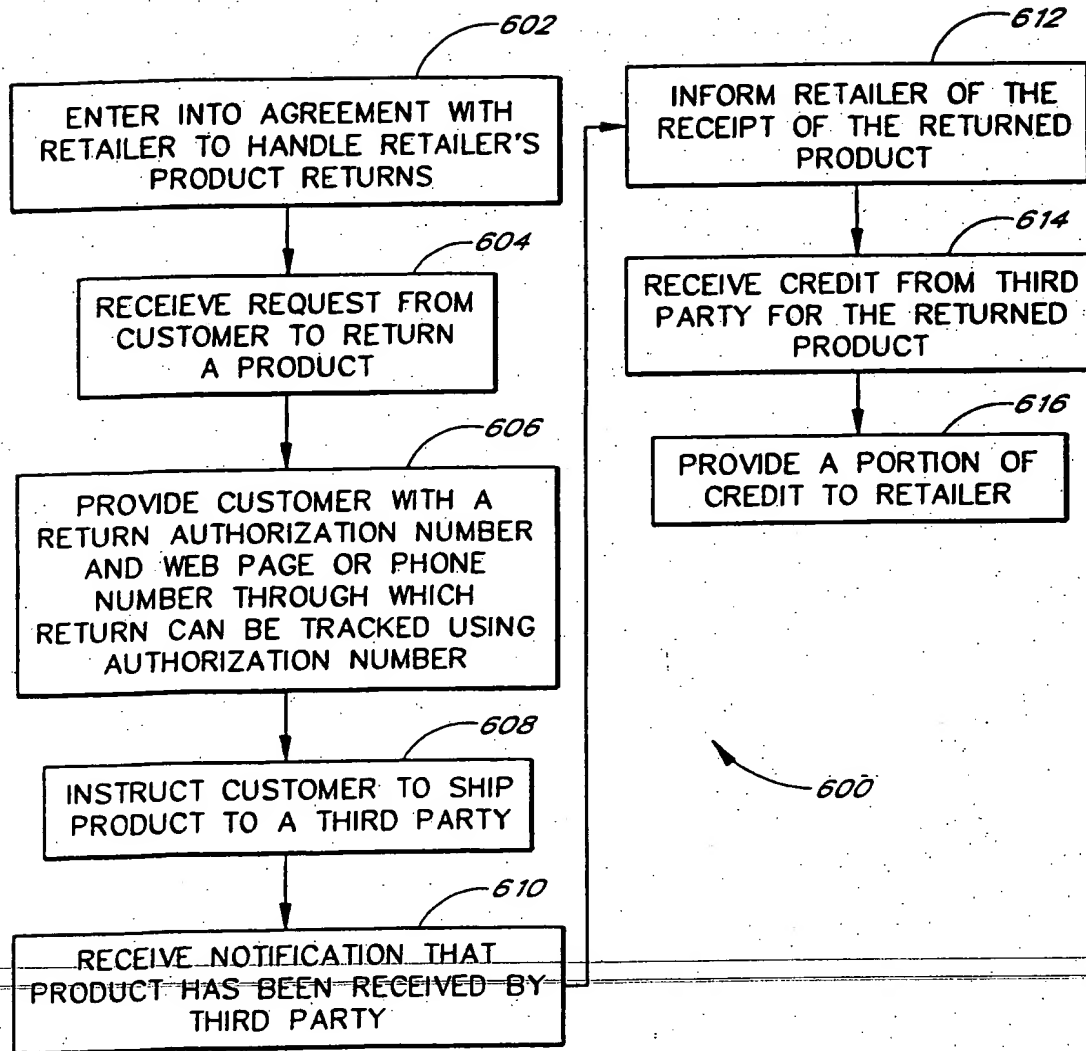 602
ENTER INTO AGREEMENT WITH
RETAILER TO HANDLE RETAILER'S
PRODUCT RETURNS
604
RECEIEVE REQUEST FROM
CUSTOMER TO RETURN
A PRODUCT
606
PROVIDE CUSTOMER WITH A
RETURN AUTHORIZATION NUMBER
AND WEB PAGE OR PHONE
NUMBER THROUGH WHICH
RETURN CAN BE TRACKED USING
AUTHORIZATION NUMBER
608
INSTRUCT CUSTOMER TO SHIP
PRODUCT TO A THIRD PARTY
610
RECEIVE NOTIFICATION THAT
PRODUCT HAS BEEN RECEIVED BY
THIRD PARTY
612
INFORM RETAILER OF THE
RECEIPT OF THE RETURNED
PRODUCT
614
RECEIVE CREDIT FROM THIRD
PARTY FOR THE RETURNED
PRODUCT
616
PROVIDE A PORTION OF
CREDIT TO RETAILER
600